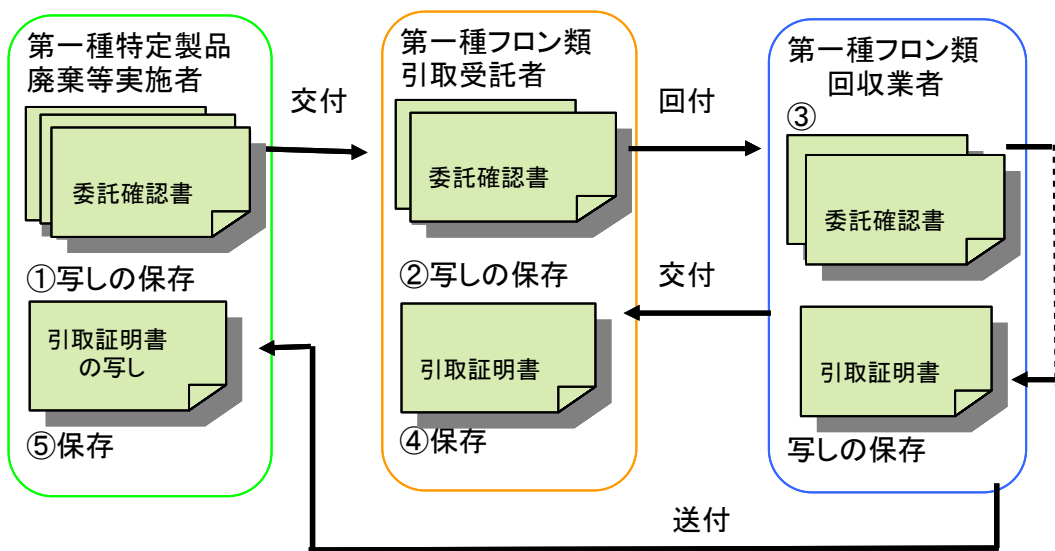 第一種特定製品
廃棄等実施者
委託確認書
①写しの保存
引取証明書
の写し
⑤保存
交付
第一種フロン類
引取受託者
委託確認書
②写しの保存
引取証明書
④保存
回付
交付
第一種フロン類
回収業者
③
委託確認書
引取証明書
写しの保存
送付